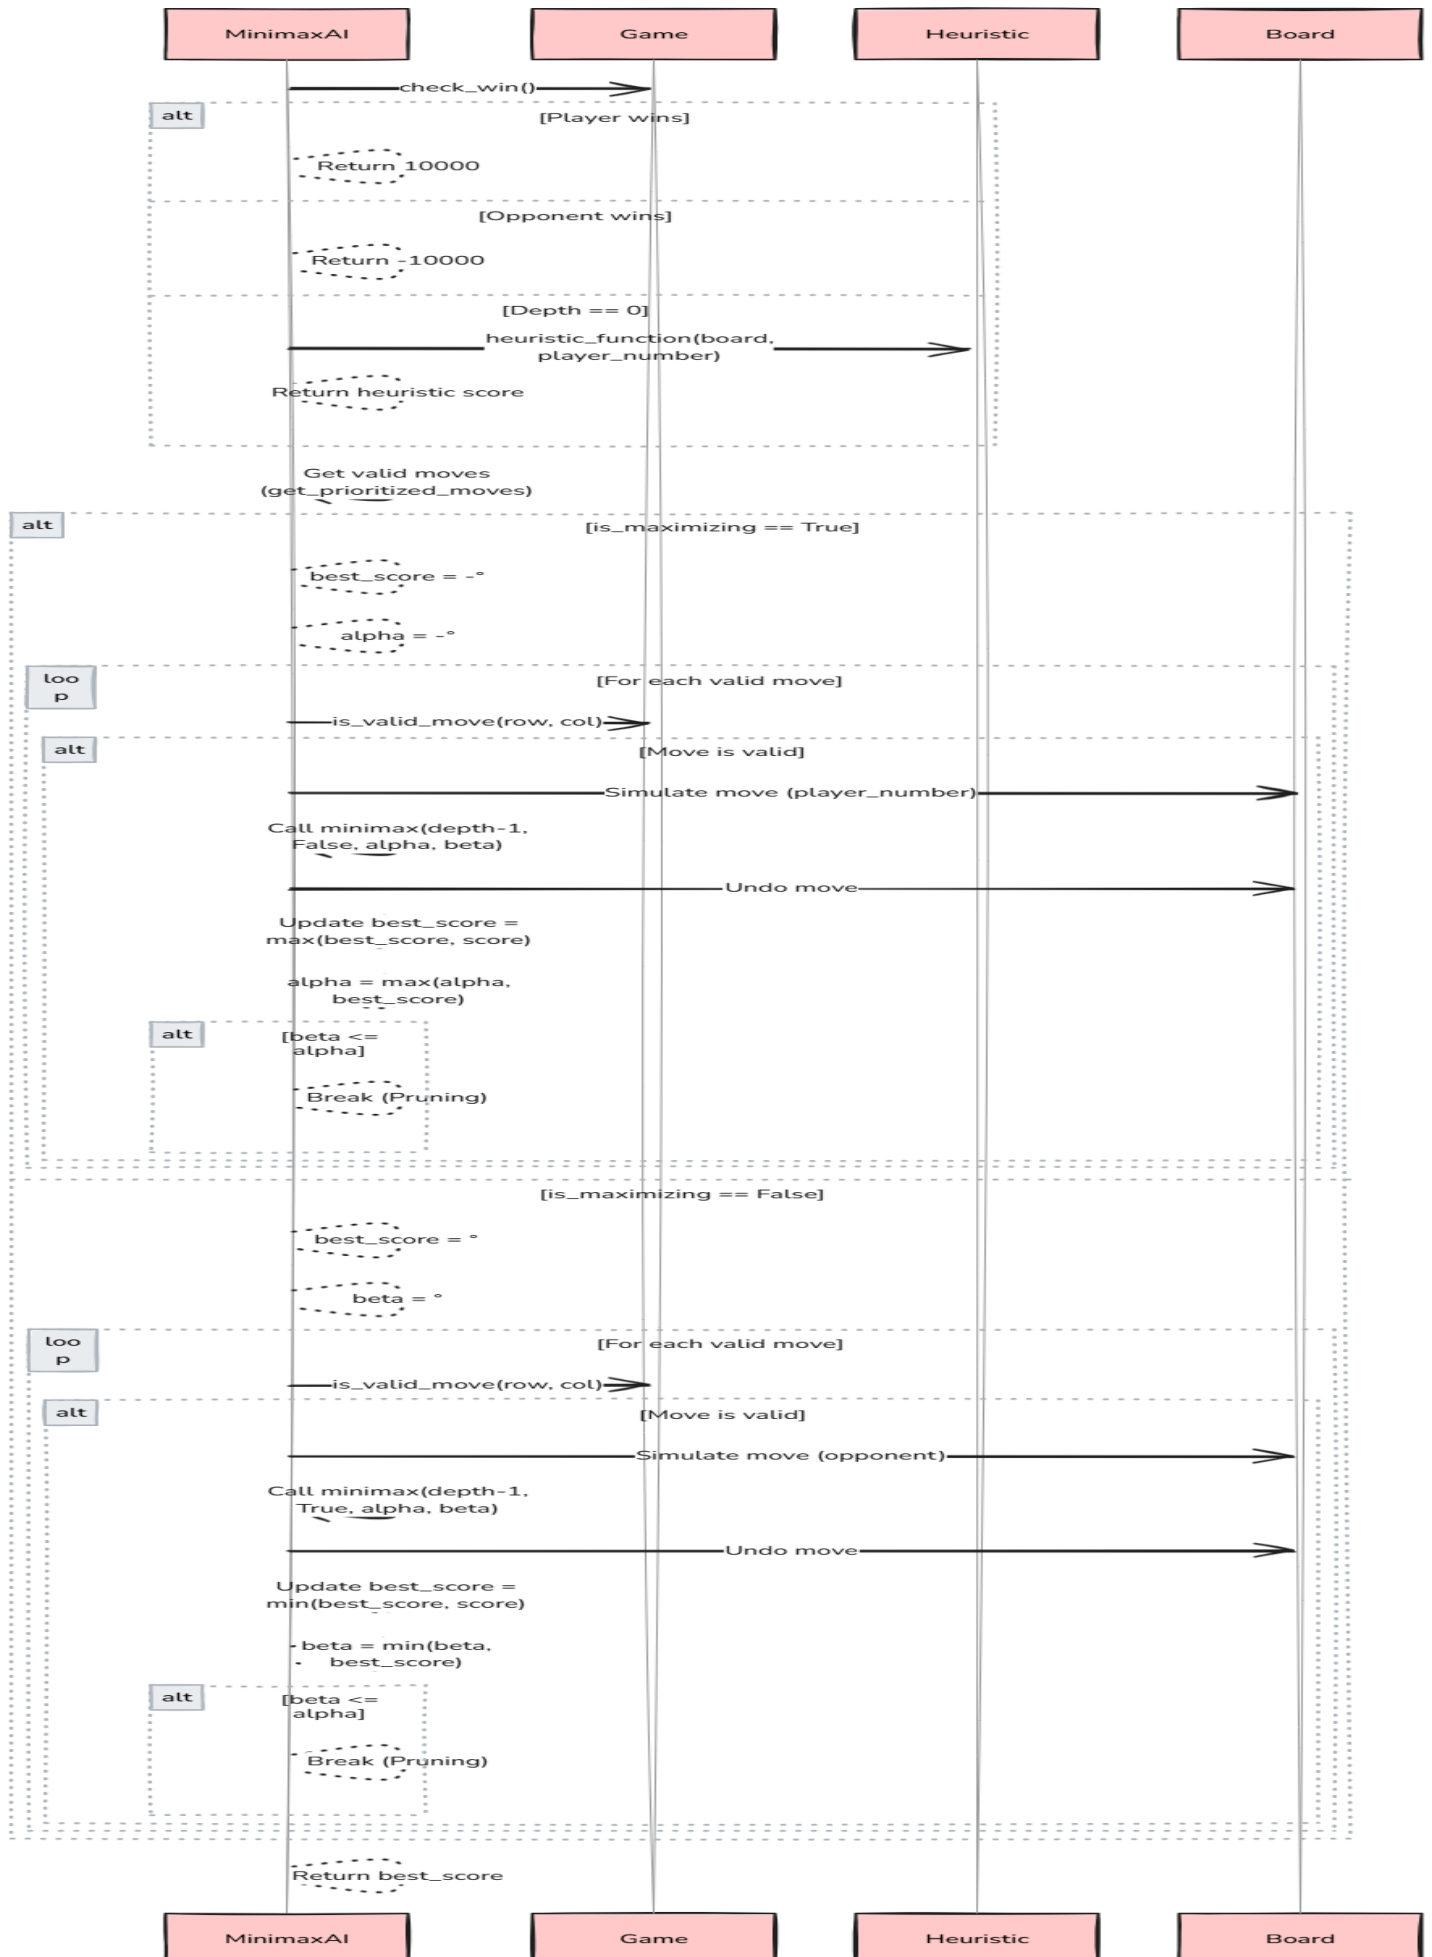 MinimaxAI
Game
Heuristic
Board
check_win()
alt
[Player wins]
Return 10000
[Opponent wins]
Return -10000
[Depth == 0]
heuristic_function(board,
player_number)
Return heuristic score
Get valid moves
(get_prioritized_moves)
alt
[is_maximizing == True]
best_score = -°
alpha = -°
loo
p
[For each valid move]
is_valid_move(row, col)
alt
[Move is valid]
Simulate move (player_number)
Call minimax(depth-1,
False, alpha, beta)
Undo move
Update best_score =
max(best_score, score)
alpha = max(alpha,
best_score)
alt
[beta <=
alpha]
Break (Pruning)
[is_maximizing == False]
best_score = °
beta = °
loo
p
[For each valid move]
is_valid_move(row, col)
alt
[Move is valid]
Simulate move (opponent)
Call minimax(depth-1,
True, alpha, beta)
Undo move
Update best_score =
min(best_score, score)
beta = min(beta,
best_score)
alt
[beta <=
alpha]
Break (Pruning)
Return best_score
MinimaxAI
Game
Heuristic
Board